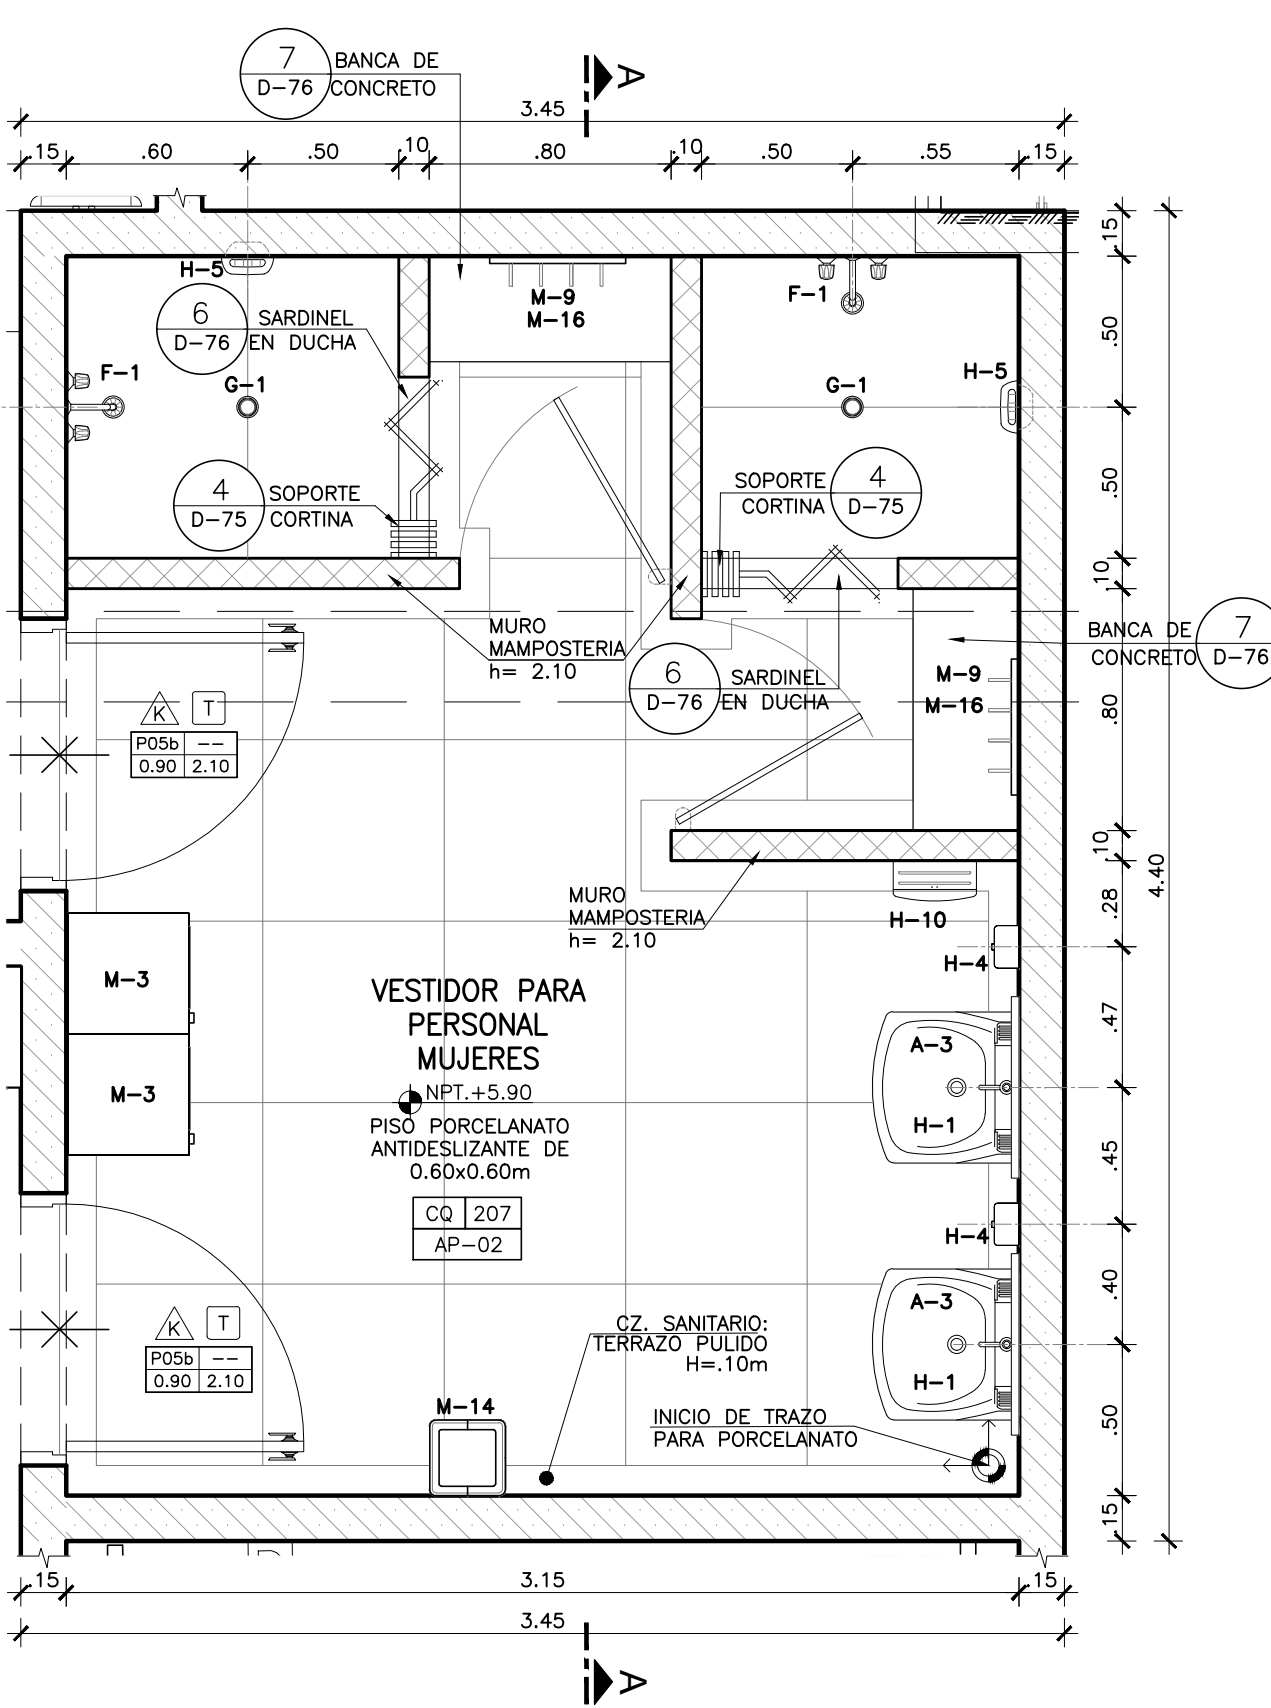 7
D-76
BANCA DE
CONCRETO
A
3.45
.15
.60
.50
.10
.80
.10
.50
.55
.15
H-5
M-9
M-16
F-1
.15
6
D-76
SARDINEL
EN DUCHA
.50
F-1
G-1
G-1
H-5
4
D-75
SOPORTE
CORTINA
SOPORTE
CORTINA
4
D-75
.50
.10
MURO
MAMPOSTERIA
h= 2.10
BANCA DE
CONCRETO
7
D-76
6
D-76
SARDINEL
EN DUCHA
M-9
M-16
.80
K
T
P05b
--
0.90
2.10
.10
4.40
MURO
MAMPOSTERIA
h= 2.10
H-10
.28
M-3
H-4
VESTIDOR PARA
PERSONAL
MUJERES
.47
A-3
M-3
NPT.+5.90
H-1
PISO PORCELANATO
ANTIDESLIZANTE DE
0.60x0.60m
.45
CQ
207
AP-02
H-4
.40
A-3
K
T
CZ. SANITARIO:
TERRAZO PULIDO
H=.10m
P05b
--
0.90
2.10
H-1
M-14
INICIO DE TRAZO
PARA PORCELANATO
.50
.15
.15
3.15
.15
3.45
A